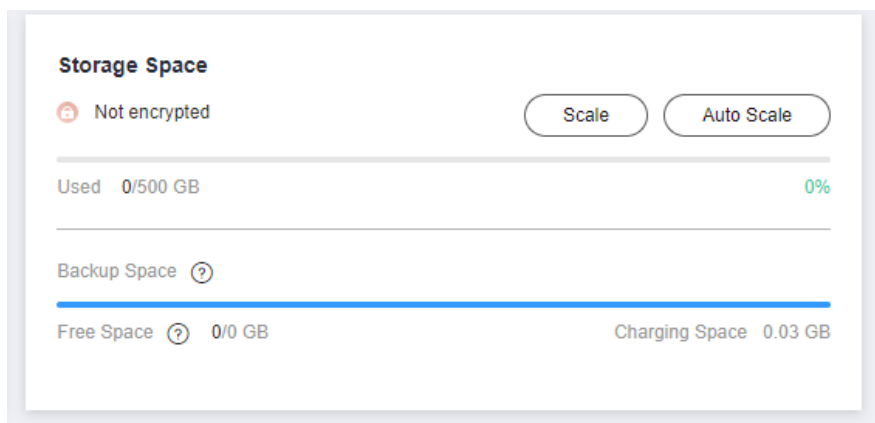 Storage Space
Not encrypted
Scale
Auto Scale
Used 0/500 GB 0%
Backup Space ?
Free Space ? 0/0 GB Charging Space 0.03 GB